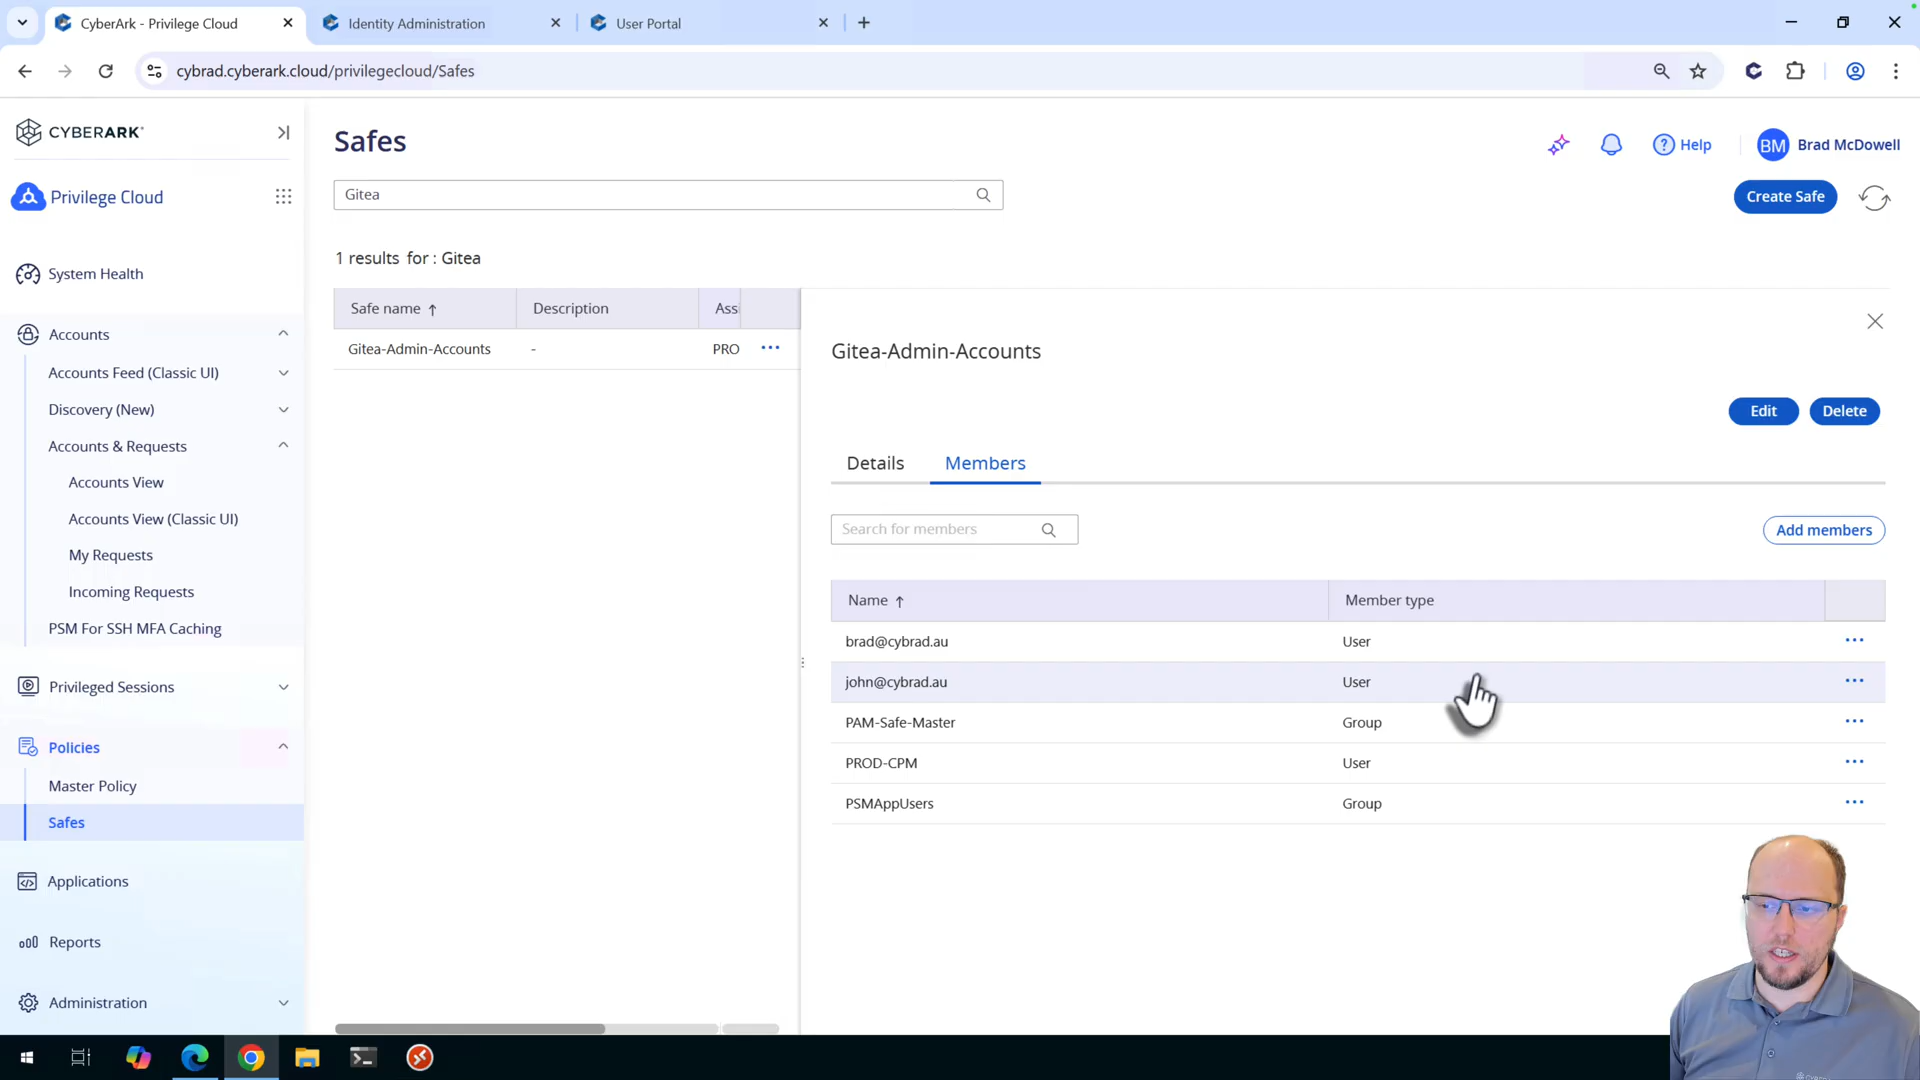 CyberArk - Privilege Cloud
Identity Administration
User Portal
cybrad.cyberark.cloud/privilegecloud/Safes
CYBERARK
Safes
Help
BM
Brad McDowell
Privilege Cloud
Gitea
Create Safe
System Health
1 results for : Gitea
Safe name
Description
Assi
Accounts
Gitea-Admin-Accounts
-
PRO
Gitea-Admin-Accounts
Accounts Feed (Classic UI)
Discovery (New)
Edit
Delete
Accounts & Requests
Details
Members
Accounts View
Accounts View (Classic UI)
Search for members
Add members
My Requests
Incoming Requests
Name
Member type
PSM For SSH MFA Caching
brad@cybrad.au
User
john@cybrad.au
User
Privileged Sessions
PAM-Safe-Master
Group
Policies
PROD-CPM
User
Master Policy
PSMAppUsers
Group
Safes
Applications
Reports
Administration